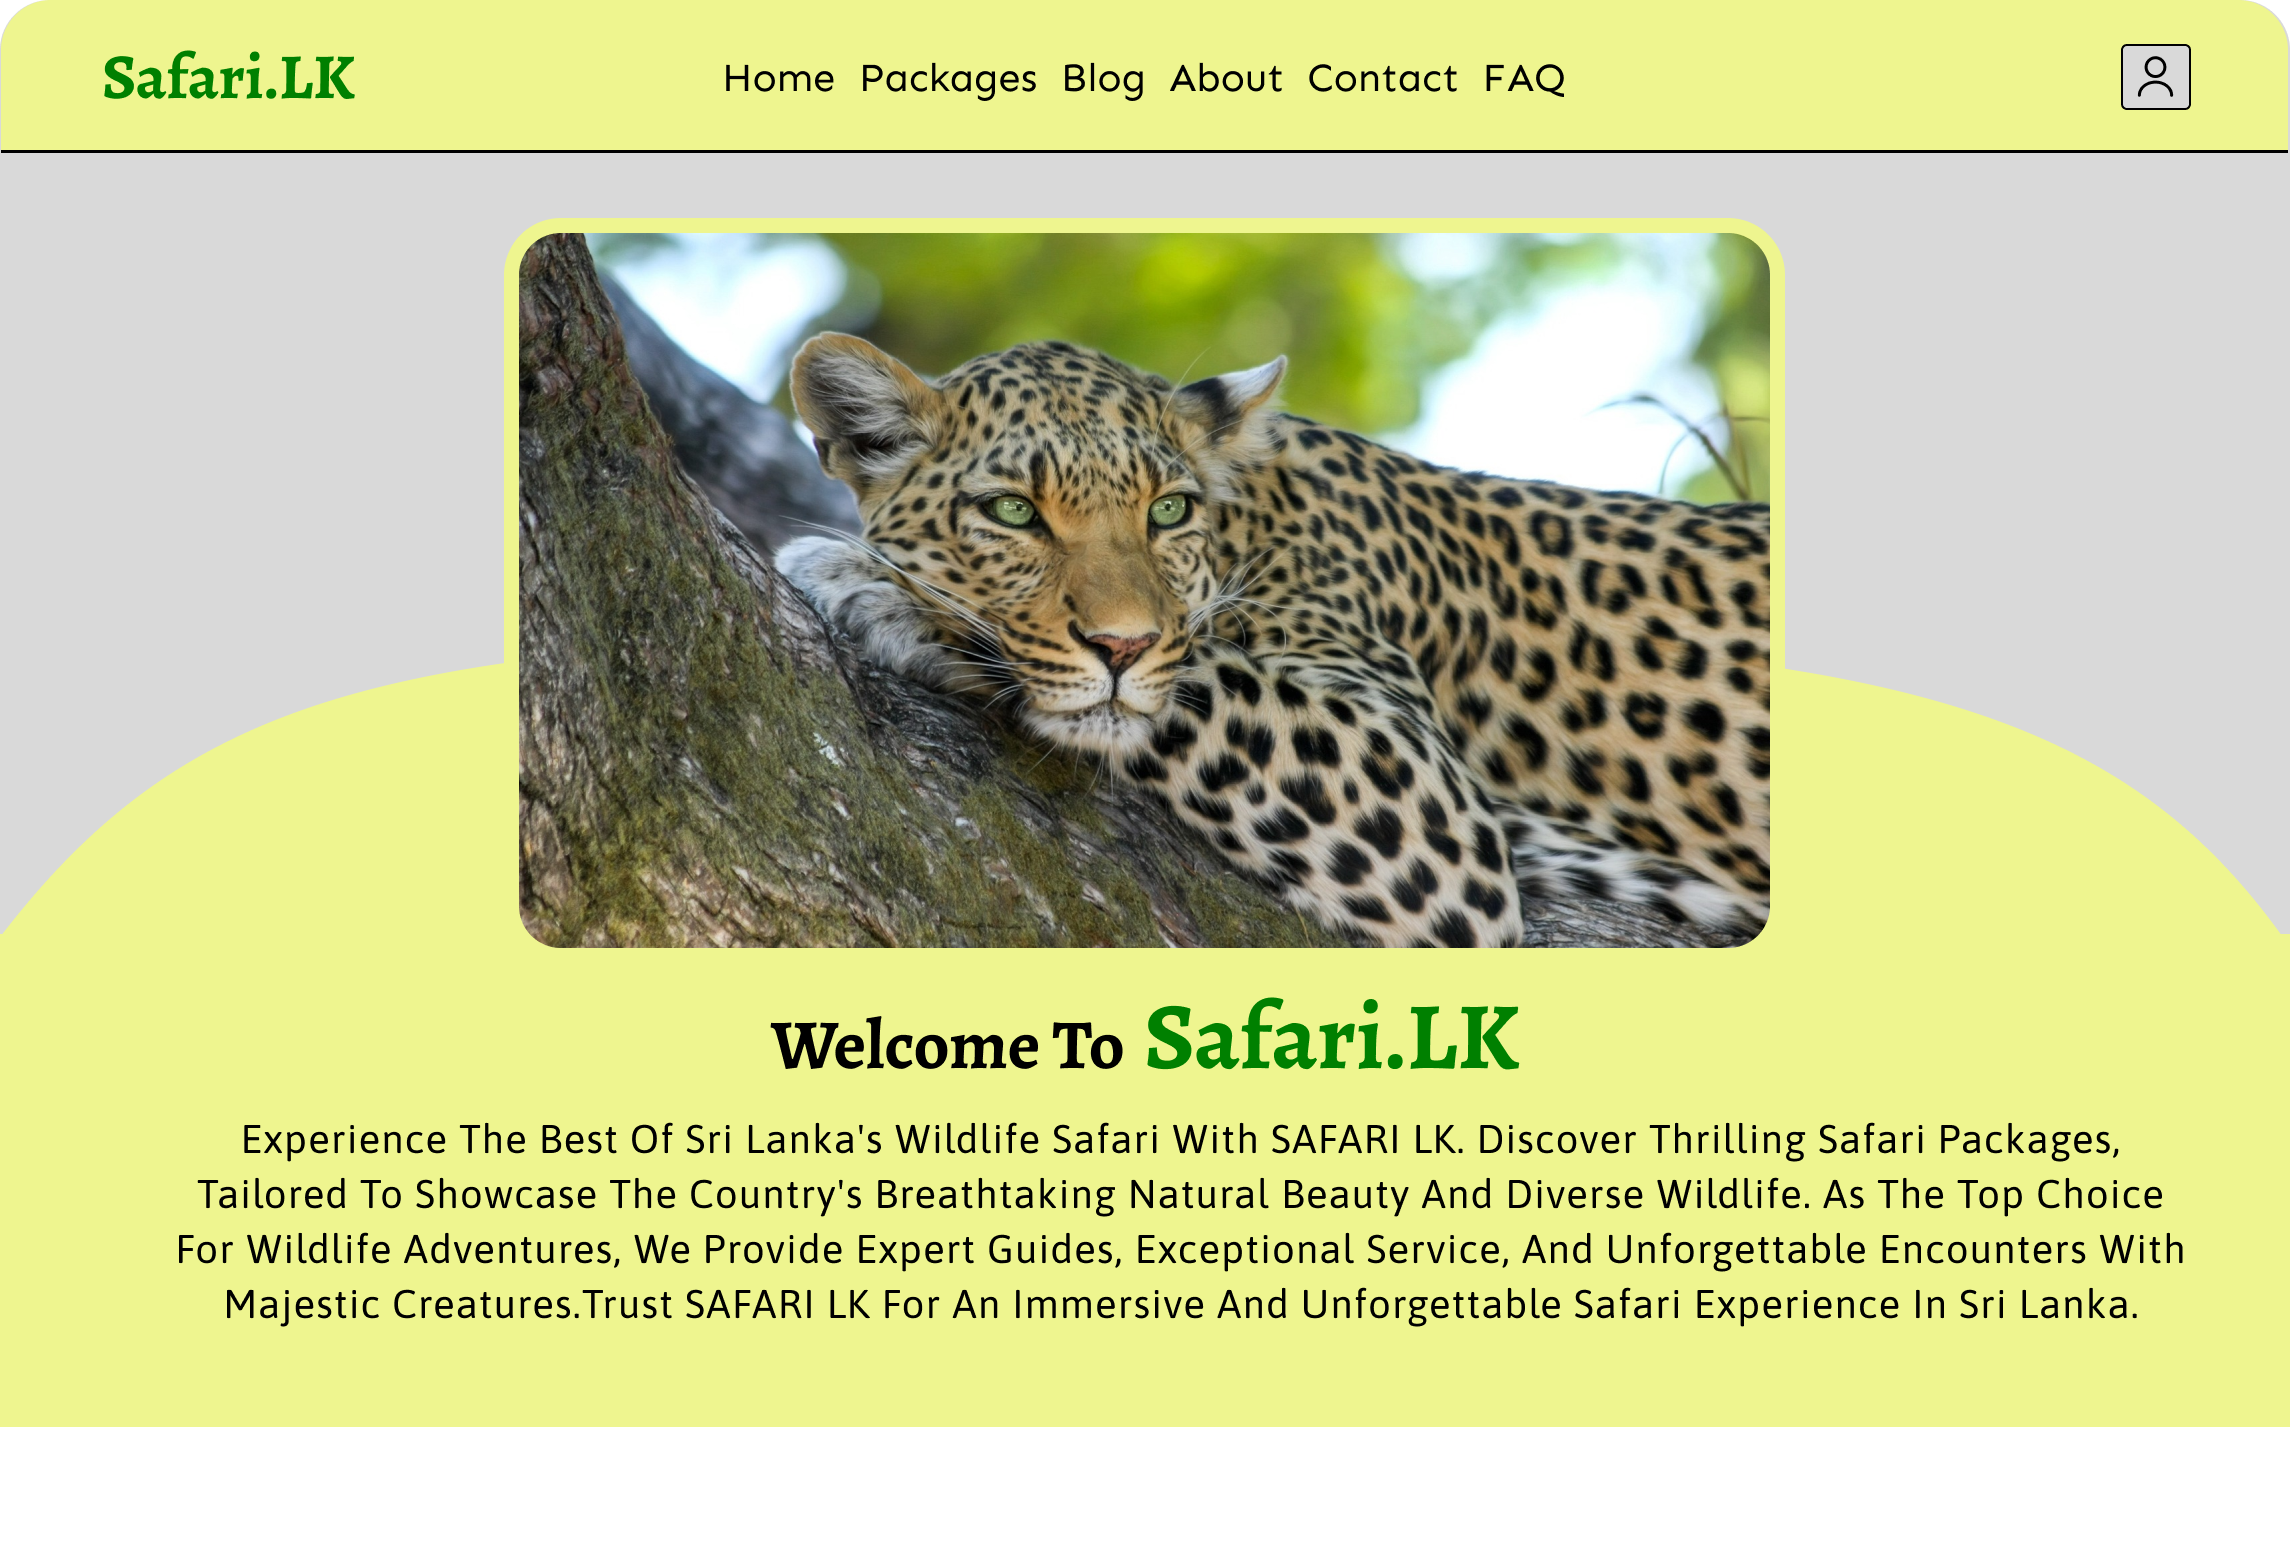 Safari.LK
Home Packages Blog About Contact FAQ
Welcome To Safari.LK
Experience The Best Of Sri Lanka's Wildlife Safari With SAFARI LK. Discover Thrilling Safari Packages,
Tailored To Showcase The Country's Breathtaking Natural Beauty And Diverse Wildlife. As The Top Choice
For Wildlife Adventures, We Provide Expert Guides, Exceptional Service, And Unforgettable Encounters With
Majestic Creatures.Trust SAFARI LK For An Immersive And Unforgettable Safari Experience In Sri Lanka.